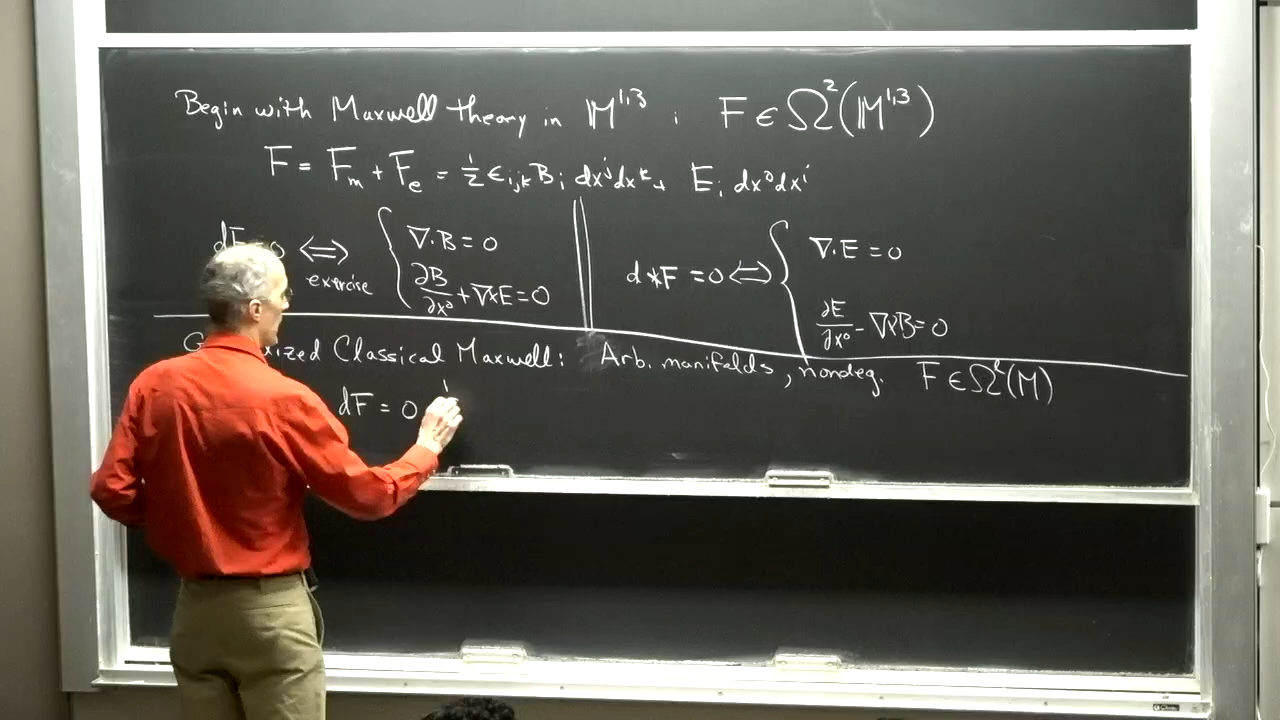 Begin with Maxwell theory in 𝕄^{1,3} : F ∈ Ω²(𝕄^{1,3})
F = F_m + F_e = ½ ε_{ijk} B_i dx^j dx^k + E_i dx^0 dx^i
dF = 0 ⟺ exercise { ∇·B = 0
∂B/∂x^0 + ∇×E = 0
d*F = 0 ⟺ { ∇·E = 0
∂E/∂x^0 - ∇×B = 0
Classical Maxwell: Arb. manifolds, nondeg. F ∈ Ω^ℓ(M)
dF = 0